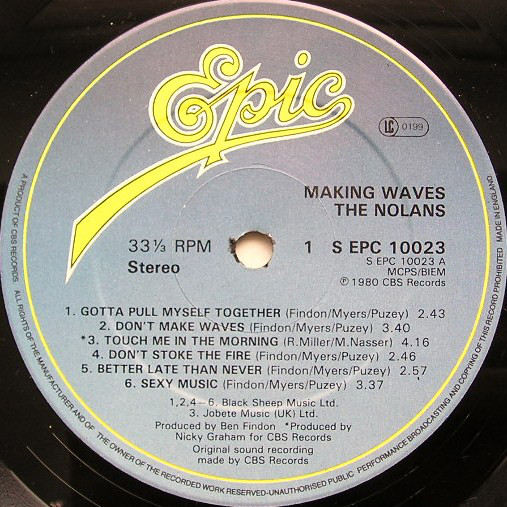 Epic
LC 0199
MAKING WAVES
THE NOLANS
33⅓ RPM
Stereo
1 S EPC 10023
S EPC 10023 A
MCPS/BIEM
℗ 1980 CBS Records
1. GOTTA PULL MYSELF TOGETHER (Findon/Myers/Puzey) 2.43
2. DON'T MAKE WAVES (Findon/Myers/Puzey) 3.40
*3. TOUCH ME IN THE MORNING (R.Miller/M.Nasser) 4.16
4. DON'T STOKE THE FIRE (Findon/Myers/Puzey) 2.46
5. BETTER LATE THAN NEVER (Findon/Myers/Puzey) 2.57
6. SEXY MUSIC (Findon/Myers/Puzey) 3.37
1,2,4-6. Black Sheep Music Ltd.
3. Jobete Music (UK) Ltd.
Produced by Ben Findon *Produced by
Nicky Graham for CBS Records
Original sound recording
made by CBS Records
A PRODUCT OF CBS RECORDS ALL RIGHTS OF THE MANUFACTURER AND OF THE OWNER OF THE RECORDED WORK RESERVED-UNAUTHORISED PUBLIC PERFORMANCE BROADCASTING AND COPYING OF THIS RECORD PROHIBITED MADE IN ENGLAND